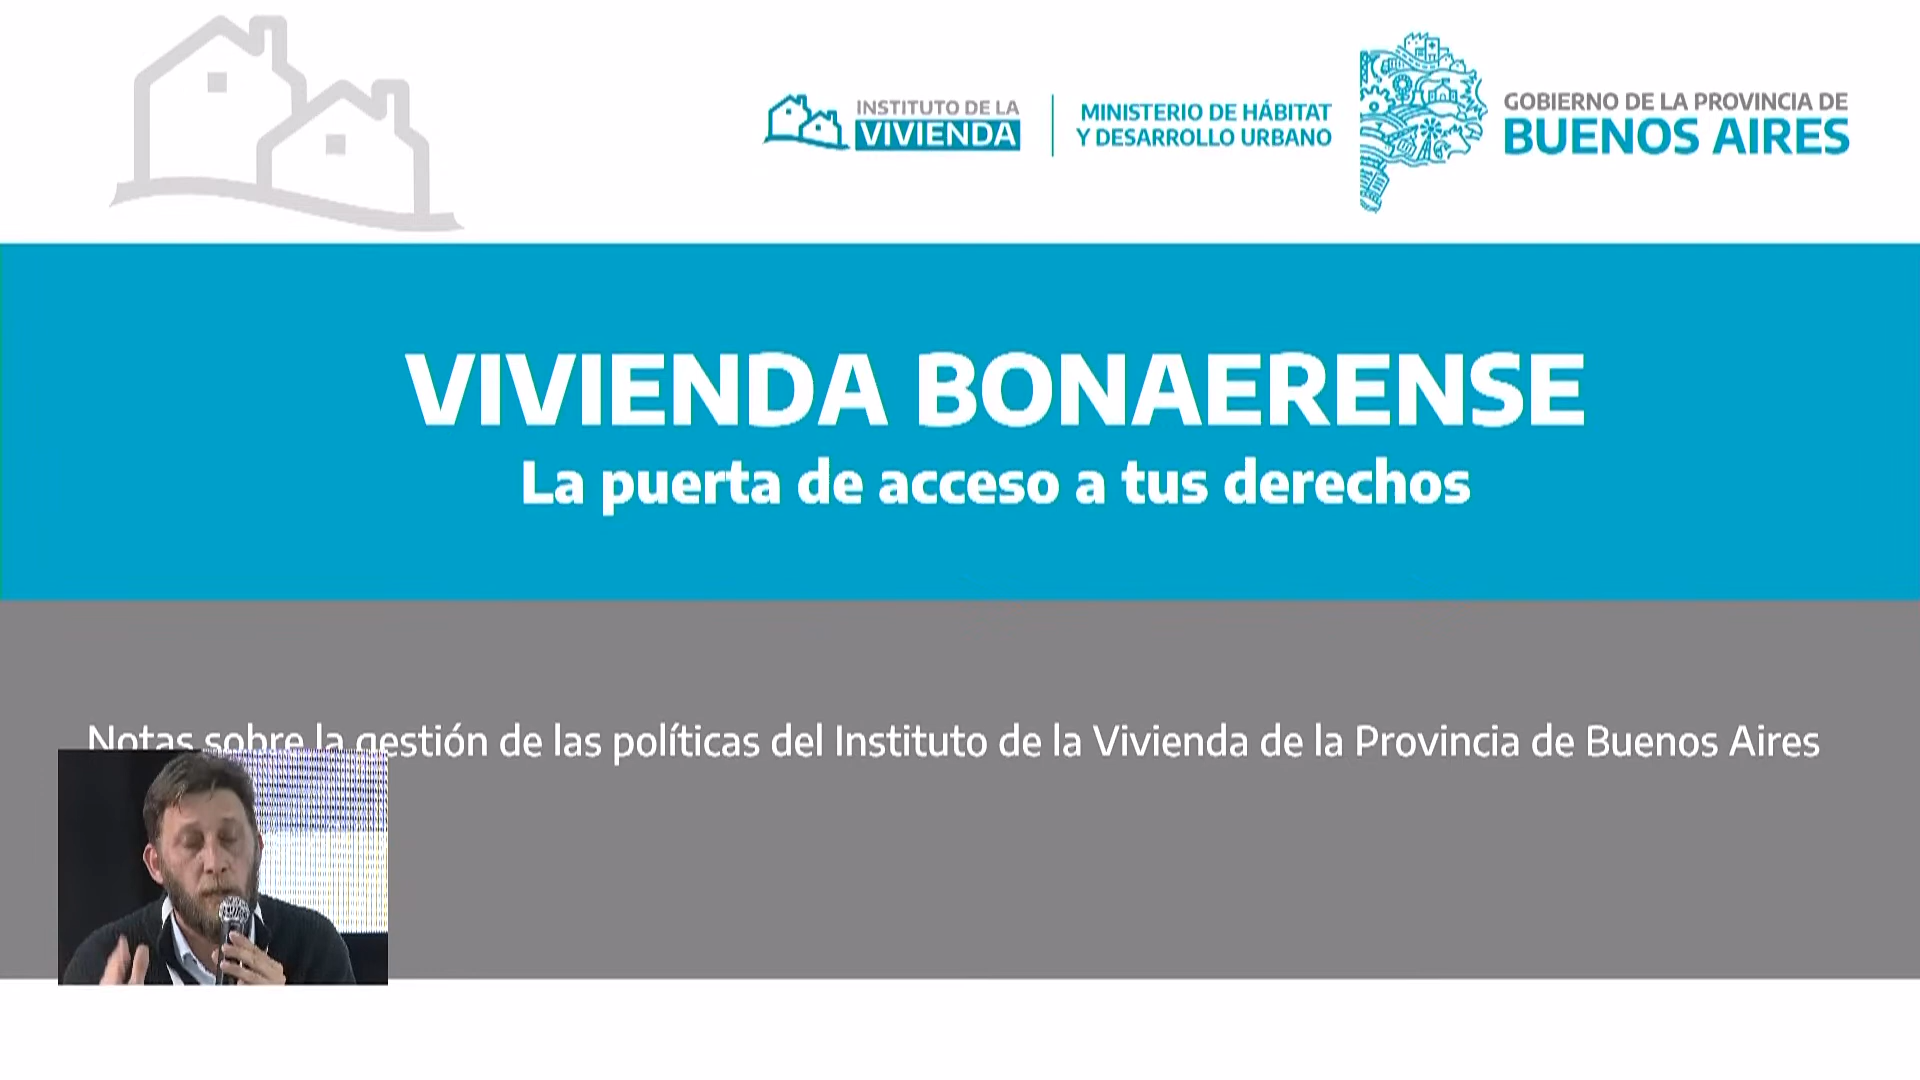 INSTITUTO DE LA
VIVIENDA
MINISTERIO DE HÁBITAT
Y DESARROLLO URBANO
GOBIERNO DE LA PROVINCIA DE
BUENOS AIRES
VIVIENDA BONAERENSE
La puerta de acceso a tus derechos
Notas sobre la gestión de las políticas del Instituto de la Vivienda de la Provincia de Buenos Aires